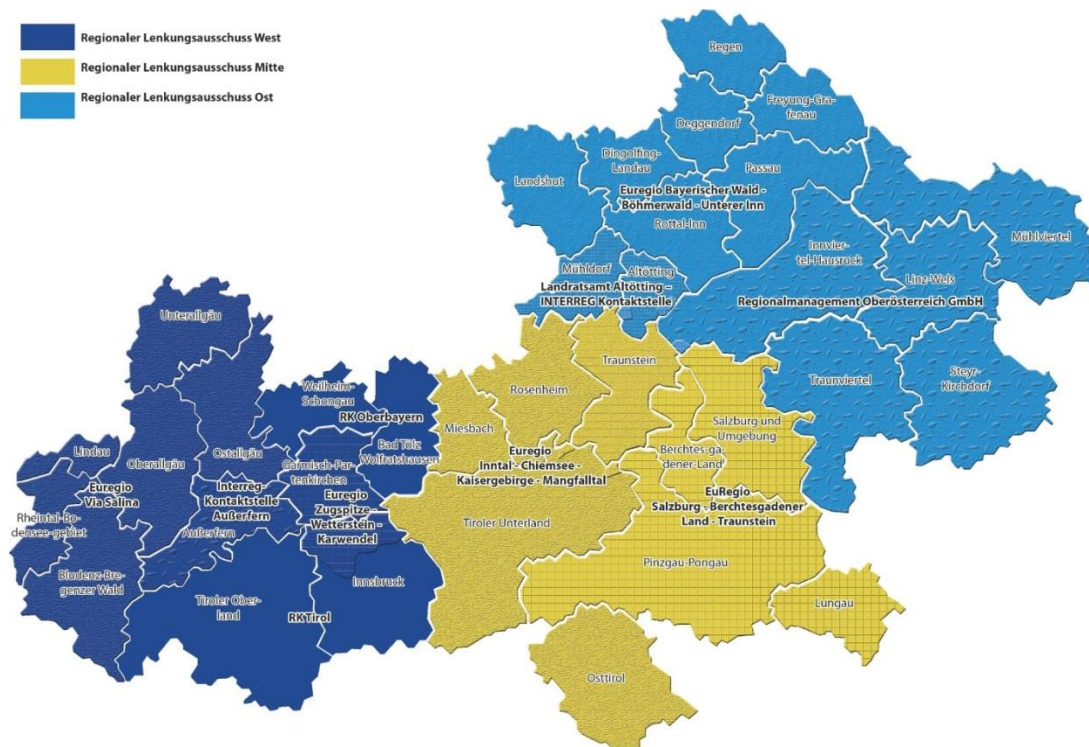 Regionaler Lenkungsausschuss West
Regionaler Lenkungsausschuss Mitte
Regionaler Lenkungsausschuss Ost
Regen
Freyung-Gra-
fenau
Deggendorf
Dingolfing-
Landau
Passau
Landshut
Euregio Bayerischer Wald -
Böhmerwald - Unterer Inn
Rottal-Inn
Mühlviertel
Innvier-
tel-Hausruck
Mühldorf
Altötting
Linz-Wels
Landratsamt Altötting –
INTERREG Kontaktstelle
Regionalmanagement Oberösterreich GmbH
Unterallgäu
Traunstein
Traunviertel
Steyr-
Kirchdorf
Weilheim-
Schongau
Rosenheim
RK Oberbayern
Miesbach
Salzburg und
Umgebung
Lindau
Oberallgäu
Ostallgäu
Bad Tölz
Wolfratshausen
Garmisch-Par-
tenkirchen
Euregio
Inntal - Chiemsee -
Kaisergebirge - Mangfalltal
Berchtes-ga-
dener-Land
Euregio
Via Salina
Interreg-
Kontaktstelle
Außerfern
Euregio
Zugspitze -
Wetterstein -
Karwendel
EuRegio
Salzburg - Berchtesgadener
Land - Traunstein
Rheintal-Bo-
densee-gebiet
Außerfern
Tiroler Unterland
Bludenz-Bre-
genzer Wald
Innsbruck
Pinzgau-Pongau
Tiroler Ober-
land
RK Tirol
Lungau
Osttirol